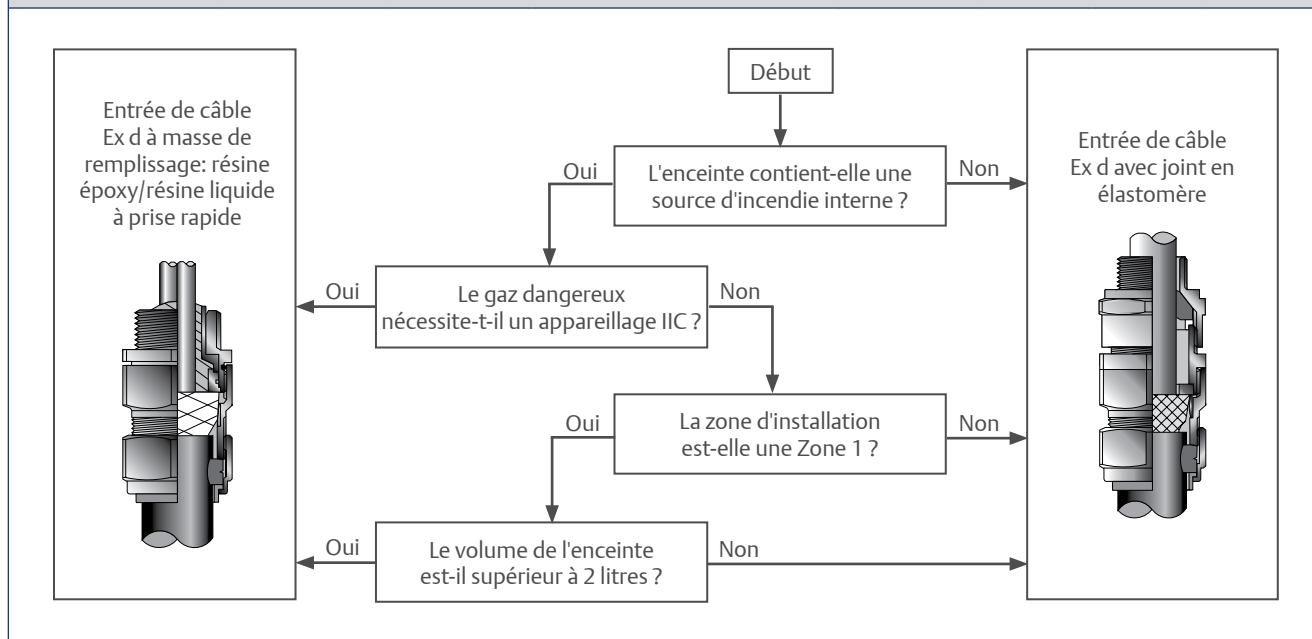 Début
Entrée de câble
Ex d à masse de
remplissage: résine
époxy/résine liquide
à prise rapide
Entrée de câble
Ex d avec joint en
élastomère
Oui
L'enceinte contient-elle une
source d'incendie interne ?
Non
Oui
Le gaz dangereux
nécessite-t-il un appareillage IIC ?
Non
Oui
La zone d'installation
est-elle une Zone 1 ?
Non
Oui
Le volume de l'enceinte
est-il supérieur à 2 litres ?
Non